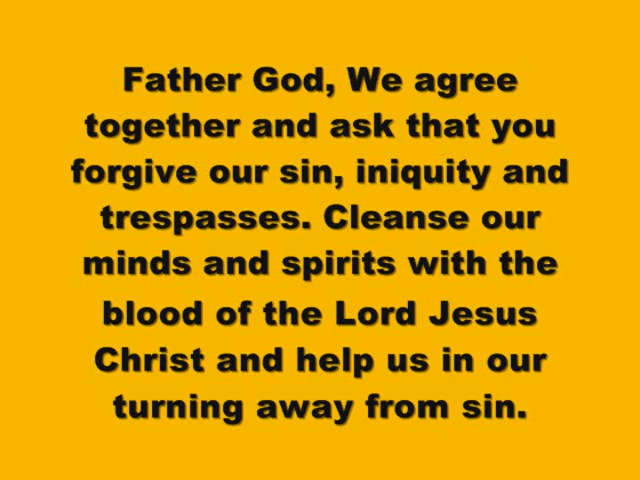 Father God, We agree
together and ask that you
forgive our sin, iniquity and
trespasses. Cleanse our
minds and spirits with the
blood of the Lord Jesus
Christ and help us in our
turning away from sin.